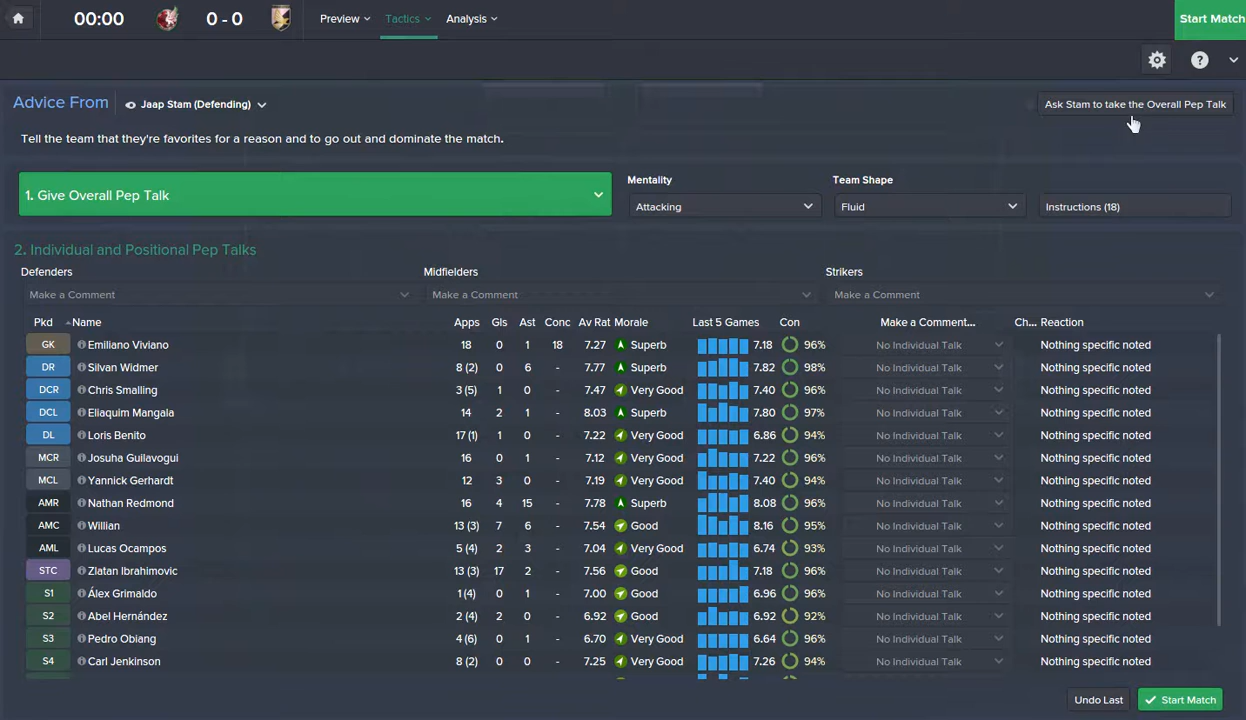 00:00 0 - 0 Preview Tactics Analysis Start Match
?
Advice From Jaap Stam (Defending) Ask Stam to take the Overall Pep Talk
Tell the team that they're favorites for a reason and to go out and dominate the match.
Mentality Team Shape
1. Give Overall Pep Talk Attacking Fluid Instructions (18)
2. Individual and Positional Pep Talks
Defenders Midfielders Strikers
Make a Comment Make a Comment Make a Comment
Pkd Name Apps Gls Ast Conc Av Rat Morale Last 5 Games Con Make a Comment... Ch... Reaction
GK Emiliano Viviano 18 0 1 18 7.27 Superb 7.18 96% No Individual Talk Nothing specific noted
DR Silvan Widmer 8 (2) 0 6 - 7.77 Superb 7.82 98% No Individual Talk Nothing specific noted
DCR Chris Smalling 3 (5) 1 0 - 7.47 Very Good 7.40 96% No Individual Talk Nothing specific noted
DCL Eliaquim Mangala 14 2 1 - 8.03 Superb 7.80 97% No Individual Talk Nothing specific noted
DL Loris Benito 17 (1) 1 0 - 7.22 Very Good 6.86 94% No Individual Talk Nothing specific noted
MCR Josuha Guilavogui 16 0 1 - 7.12 Very Good 7.22 96% No Individual Talk Nothing specific noted
MCL Yannick Gerhardt 12 3 0 - 7.19 Very Good 7.40 94% No Individual Talk Nothing specific noted
AMR Nathan Redmond 16 4 15 - 7.78 Superb 8.08 96% No Individual Talk Nothing specific noted
AMC Willian 13 (3) 7 6 - 7.54 Good 8.16 95% No Individual Talk Nothing specific noted
AML Lucas Ocampos 5 (4) 2 3 - 7.04 Very Good 6.74 93% No Individual Talk Nothing specific noted
STC Zlatan Ibrahimovic 13 (3) 17 2 - 7.56 Good 7.18 96% No Individual Talk Nothing specific noted
S1 Álex Grimaldo 1 (4) 0 1 - 7.00 Good 6.96 96% No Individual Talk Nothing specific noted
S2 Abel Hernández 2 (4) 2 0 - 6.92 Good 6.92 92% No Individual Talk Nothing specific noted
S3 Pedro Obiang 4 (6) 0 1 - 6.70 Very Good 6.64 96% No Individual Talk Nothing specific noted
S4 Carl Jenkinson 8 (2) 0 0 - 7.25 Very Good 7.26 94% No Individual Talk Nothing specific noted
Undo Last Start Match